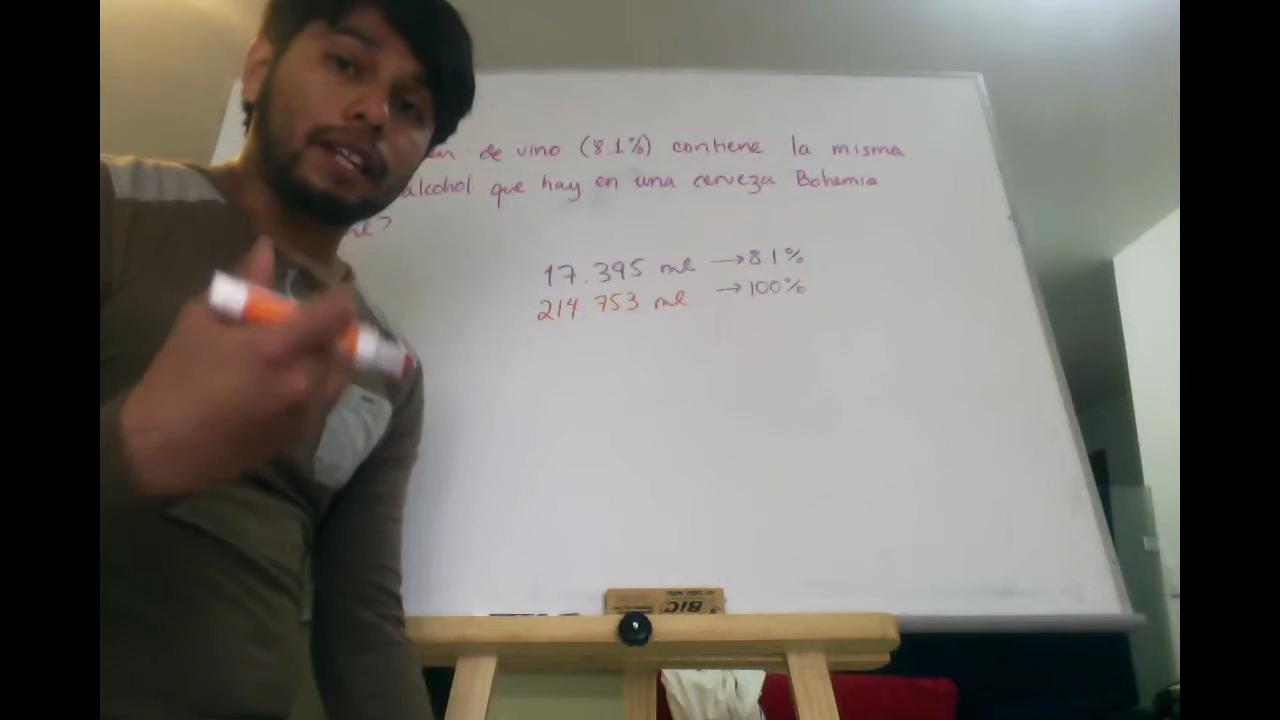 de vino (8.1%) contiene la misma
alcohol que hay en una cerveza Bohemia
17.395 ml →8.1%
214.753 ml →100%
BIC